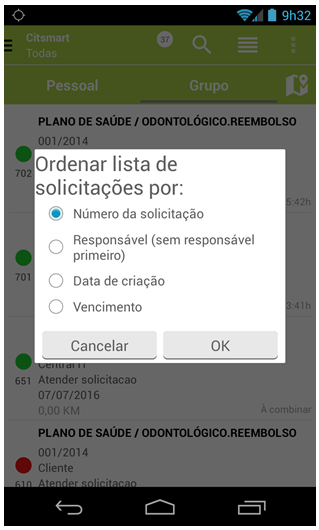 9h32
Citsmart
37
Todas
Pessoal
Grupo
PLANO DE SAÚDE / ODONTOLÓGICO.REEMBOLSO
001/2014
702
Ordenar lista de
solicitações por:
5:42h
Número da solicitação
Responsável (sem responsável
primeiro)
701
Data de criação
3:41h
Vencimento
Cancelar
OK
Central IT
651
Atender solicitacao
07/07/2016
0,00 KM
À combinar
PLANO DE SAÚDE / ODONTOLÓGICO.REEMBOLSO
001/2014
Cliente
610
Atender solicitacao